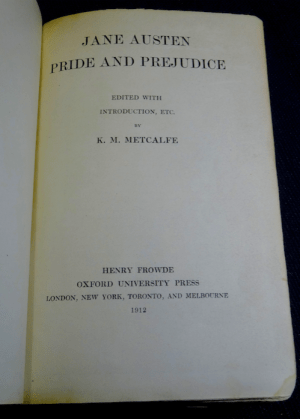 JANE AUSTEN
PRIDE AND PREJUDICE
EDITED WITH
INTRODUCTION, ETC.
BY
K. M. METCALFE
HENRY FROWDE
OXFORD UNIVERSITY PRESS
LONDON, NEW YORK, TORONTO, AND MELBOURNE
1912